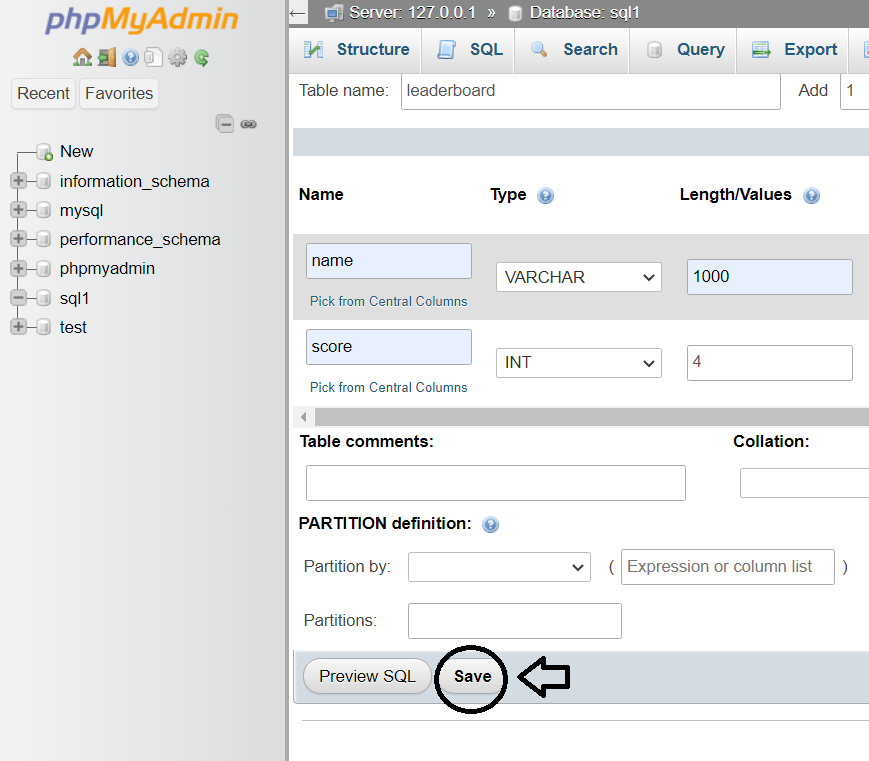 phpMyAdmin
Recent Favorites
New
information_schema
mysql
performance_schema
phpmyadmin
sql1
test
Server: 127.0.0.1 » Database: sql1
Structure SQL Search Query Export
Table name: leaderboard Add 1
Name Type Length/Values
name VARCHAR 1000
Pick from Central Columns
score INT 4
Pick from Central Columns
Table comments: Collation:
PARTITION definition:
Partition by: ( Expression or column list )
Partitions:
Preview SQL Save